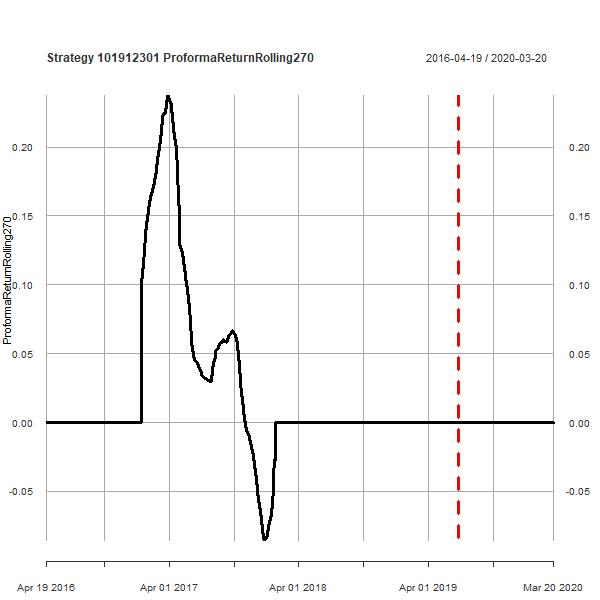 Strategy 101912301 ProformaReturnRolling270
2016-04-19 / 2020-03-20
ProformaReturnRolling270
0.20
0.15
0.10
0.05
0.00
-0.05
0.20
0.15
0.10
0.05
0.00
-0.05
Apr 19 2016
Apr 01 2017
Apr 01 2018
Apr 01 2019
Mar 20 2020